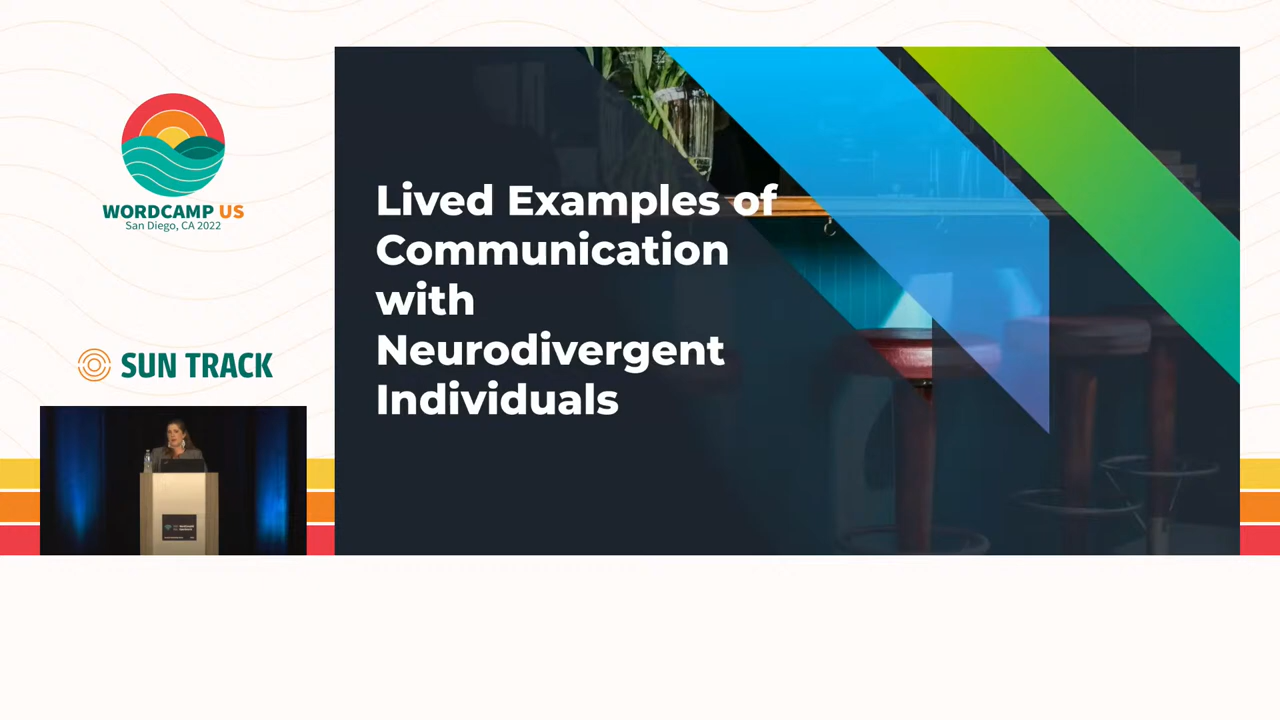 WORDCAMP US
San Diego, CA 2022
SUN TRACK
Lived Examples of
Communication
with
Neurodivergent
Individuals